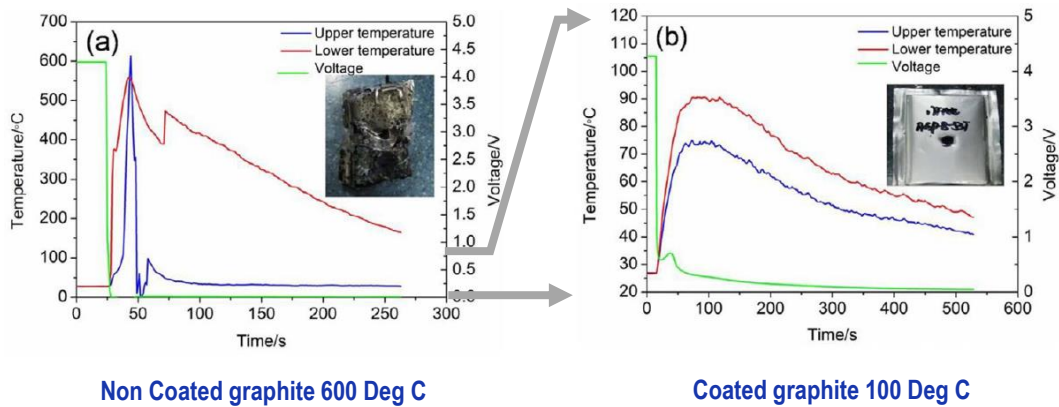 (a)
Upper temperature
Lower temperature
Voltage
Temperature/°C
700
600
500
400
300
200
100
0
5.0
4.5
4.0
3.5
3.0
2.5
2.0
1.5
1.0
0.5
0.0
Voltage/V
0 50 100 150 200 250 300
Time/s
(b)
Upper temperature
Lower temperature
Voltage
Temperature/°C
120
110
100
90
80
70
60
50
40
30
20
5
4
3
2
1
0
Voltage/V
0 100 200 300 400 500 600
Time/s
Non Coated graphite 600 Deg C
Coated graphite 100 Deg C